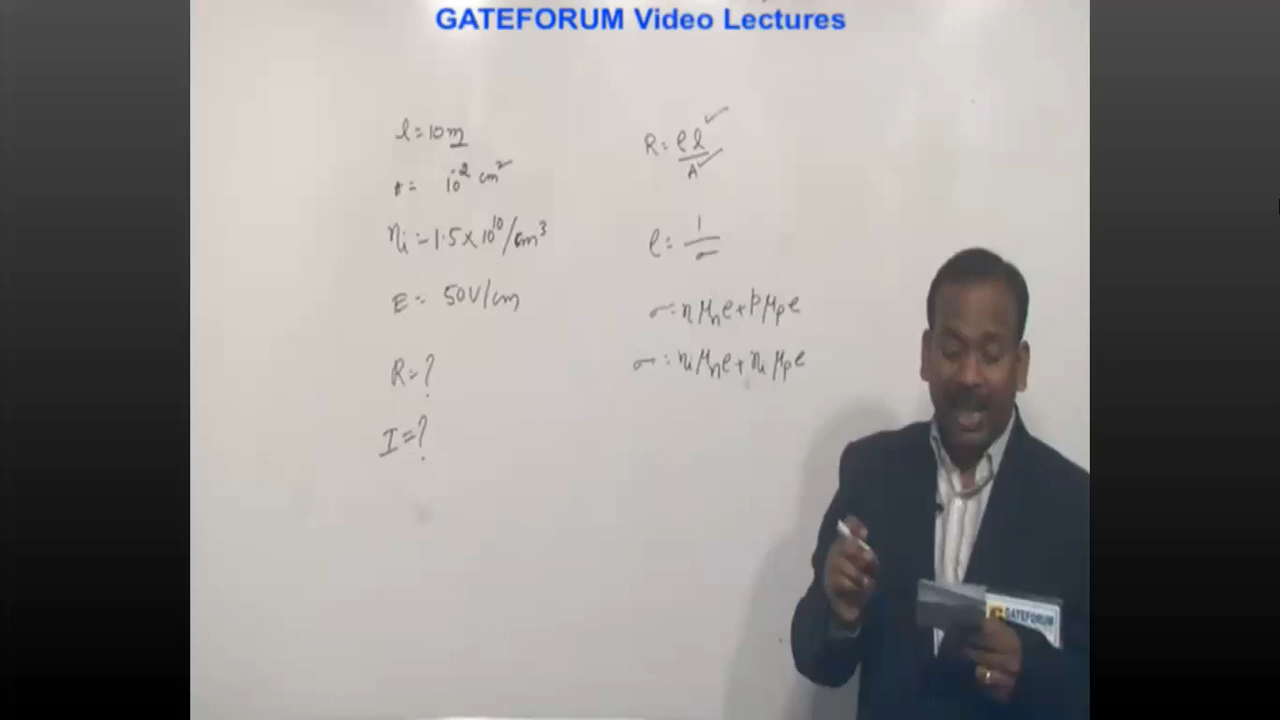 GATEFORUM Video Lectures
l = 10m
A = 10⁻² cm²
nᵢ = 1.5 × 10¹⁰/cm³
E = 50V/cm
R = ?
I = ?
R = ρl/A
ρ = 1/σ
σ = nμₙe + pμₚe
σ = nᵢμₙe + nᵢμₚe
GATEFORUM